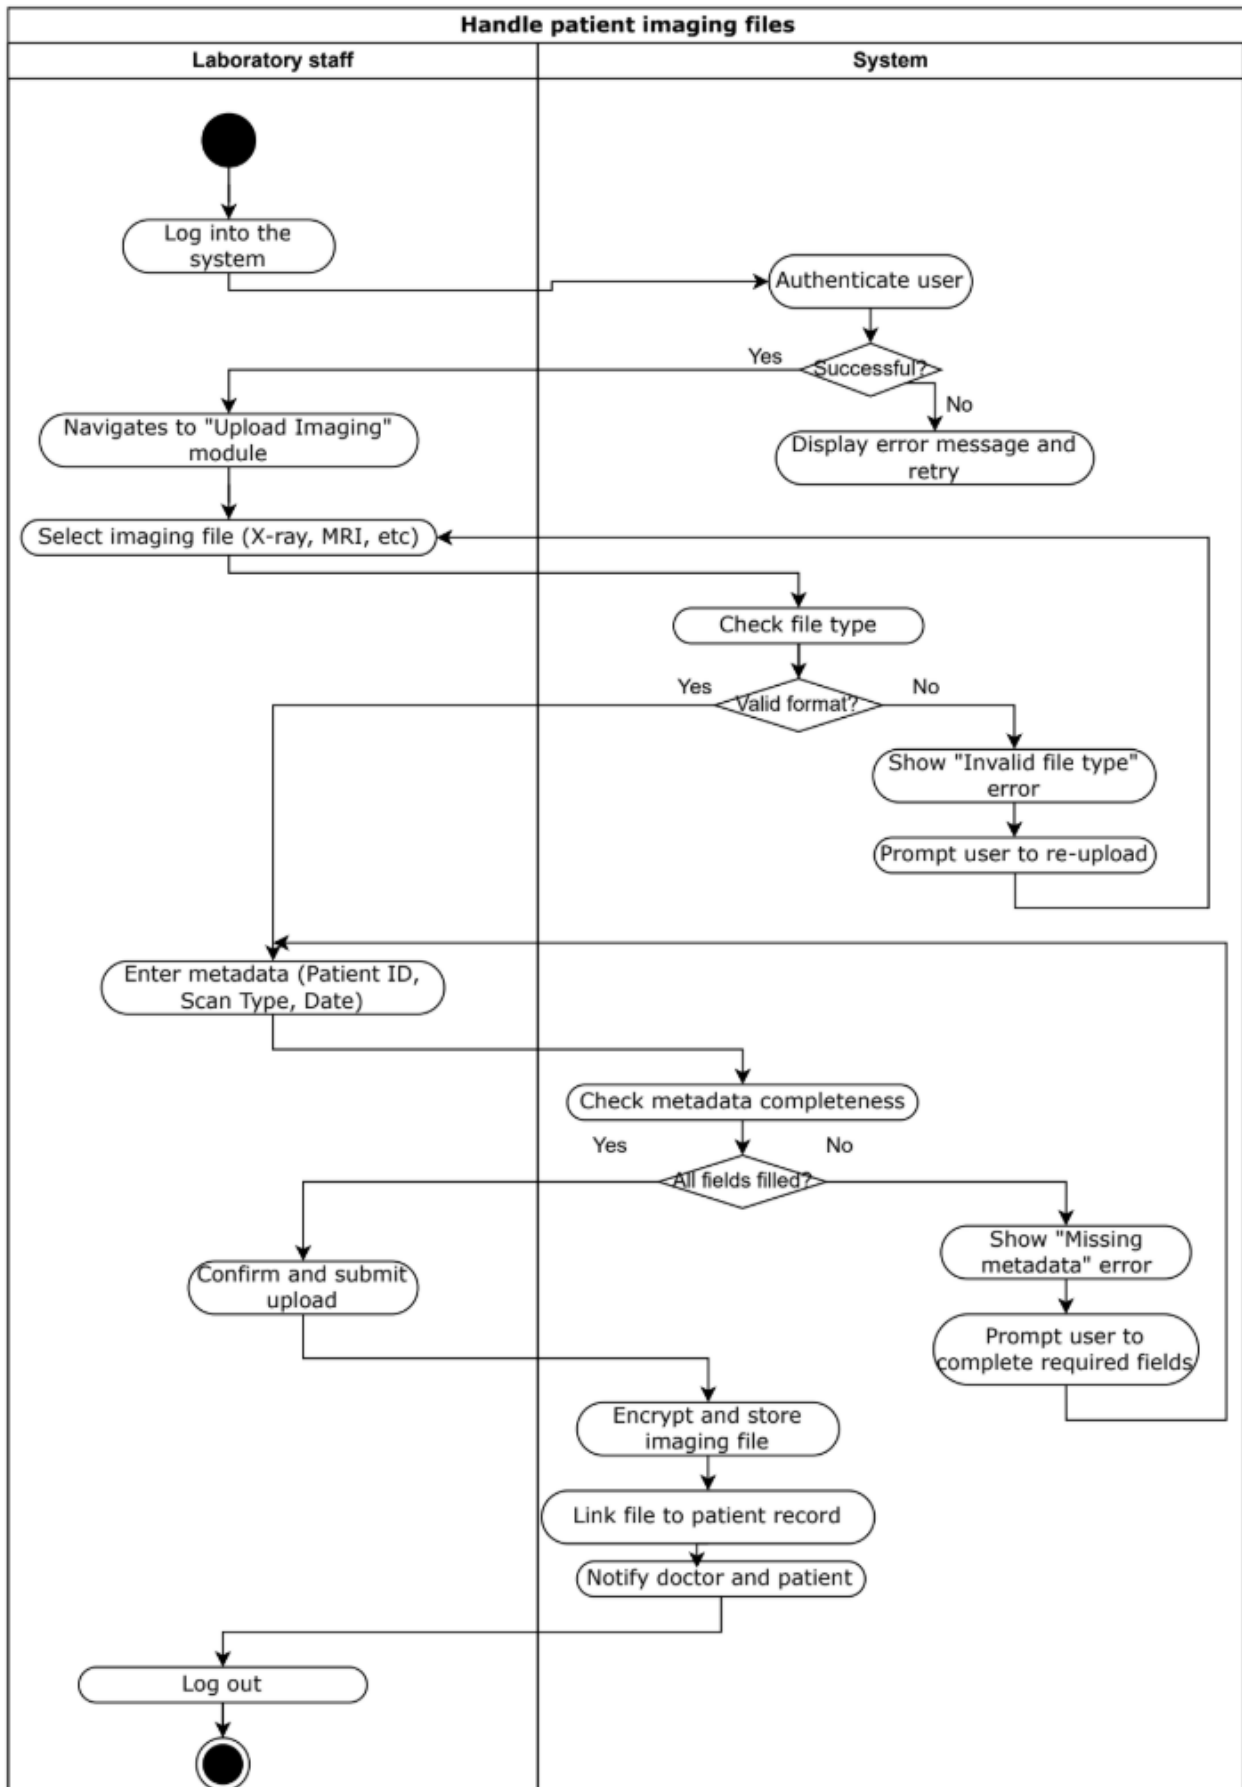 Handle patient imaging files
Laboratory staff
System
Log into the
system
Authenticate user
Successful?
Yes
No
Navigates to "Upload Imaging"
module
Display error message and
retry
Select imaging file (X-ray, MRI, etc)
Check file type
Yes
Valid format?
No
Show "Invalid file type"
error
Prompt user to re-upload
Enter metadata (Patient ID,
Scan Type, Date)
Check metadata completeness
Yes
No
All fields filled?
Show "Missing
metadata" error
Confirm and submit
upload
Prompt user to
complete required fields
Encrypt and store
imaging file
Link file to patient record
Notify doctor and patient
Log out